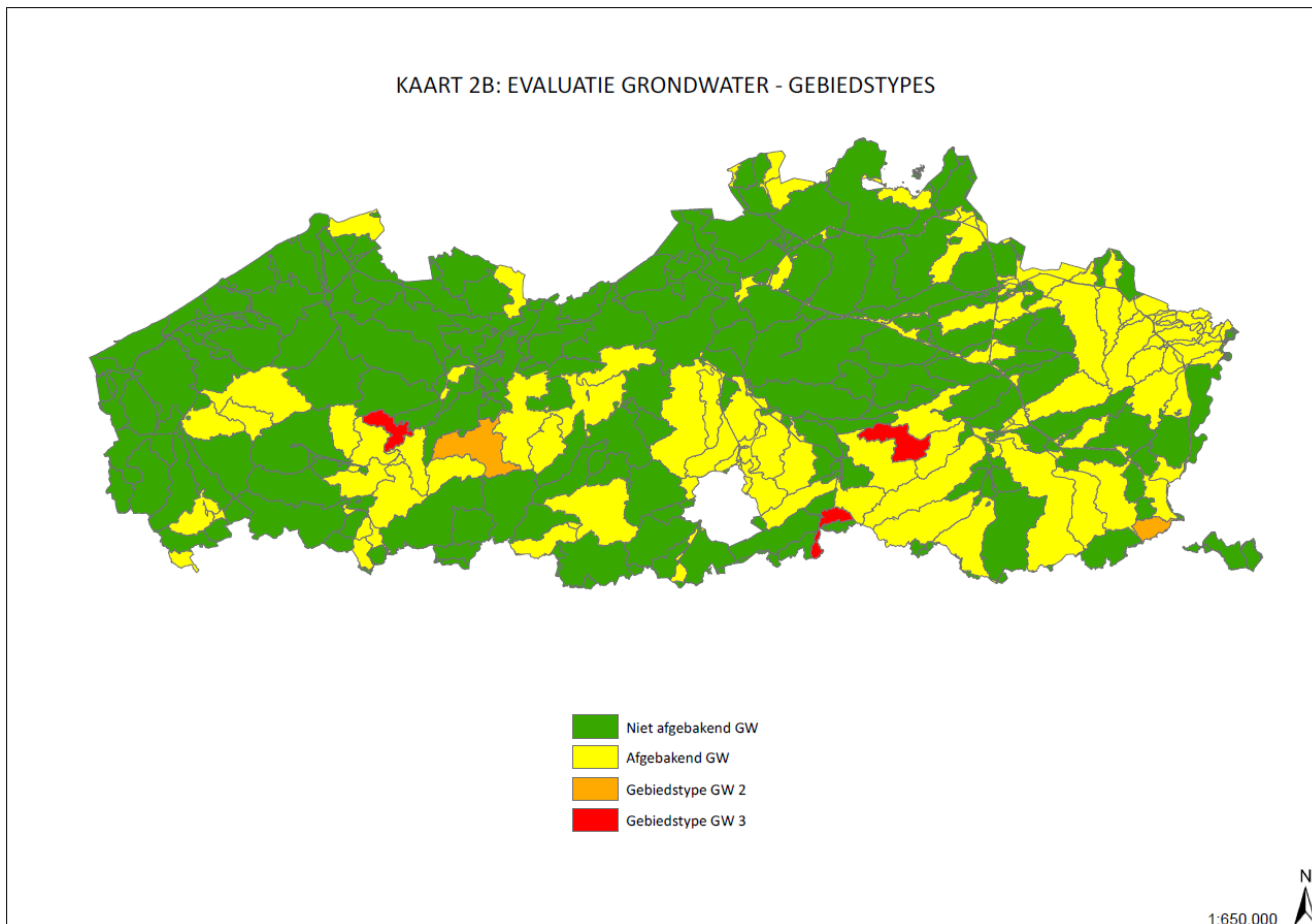 KAART 2B: EVALUATIE GRONDWATER - GEBIEDSTYPES
Niet afgebakend GW
Afgebakend GW
Gebiedstype GW 2
Gebiedstype GW 3
N
1:650.000